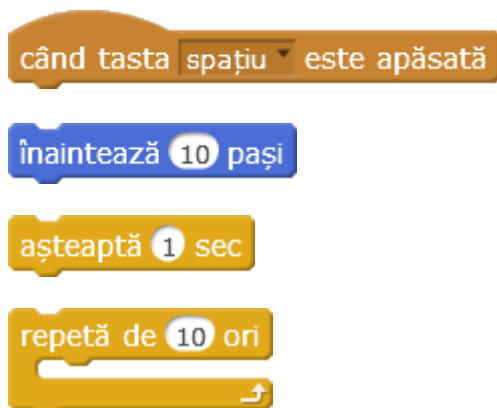 când tasta spațiu este apăsată
înaintează 10 pași
așteaptă 1 sec
repetă de 10 ori